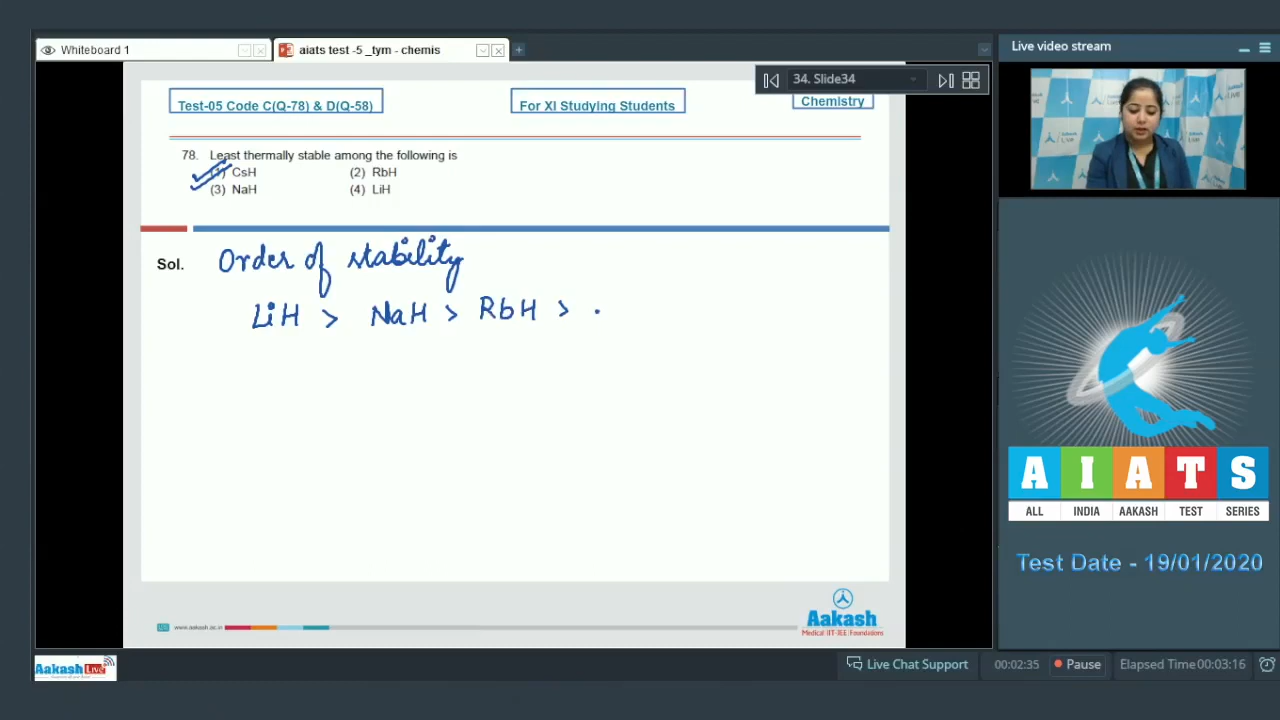 Whiteboard 1
aiats test -5 _tym - chemis
Live video stream
34. Slide34
Test-05 Code C(Q-78) & D(Q-58)
For XI Studying Students
Chemistry
78. Least thermally stable among the following is
(1) CsH (2) RbH
(3) NaH (4) LiH
Sol. Order of stability
LiH > NaH > RbH >
AIATS
ALL INDIA AAKASH TEST SERIES
Test Date - 19/01/2020
Aakash
Medical | IIT-JEE | Foundations
www.aakash.ac.in
Aakash Live
Live Chat Support
00:02:35
Pause
Elapsed Time 00:03:16